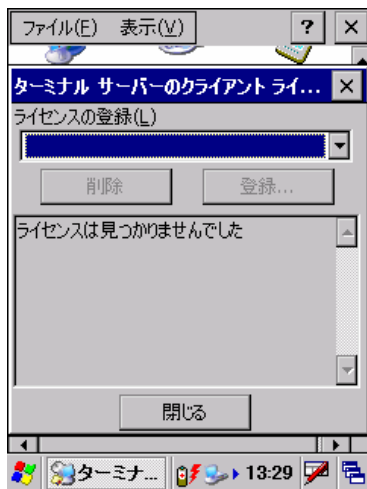 ファイル(F) 表示(V) ? ×
ターミナル サーバーのクライアント ライ... ×
ライセンスの登録(L)
削除 登録...
ライセンスは見つかりませんでした
閉じる
ターミナ... 13:29